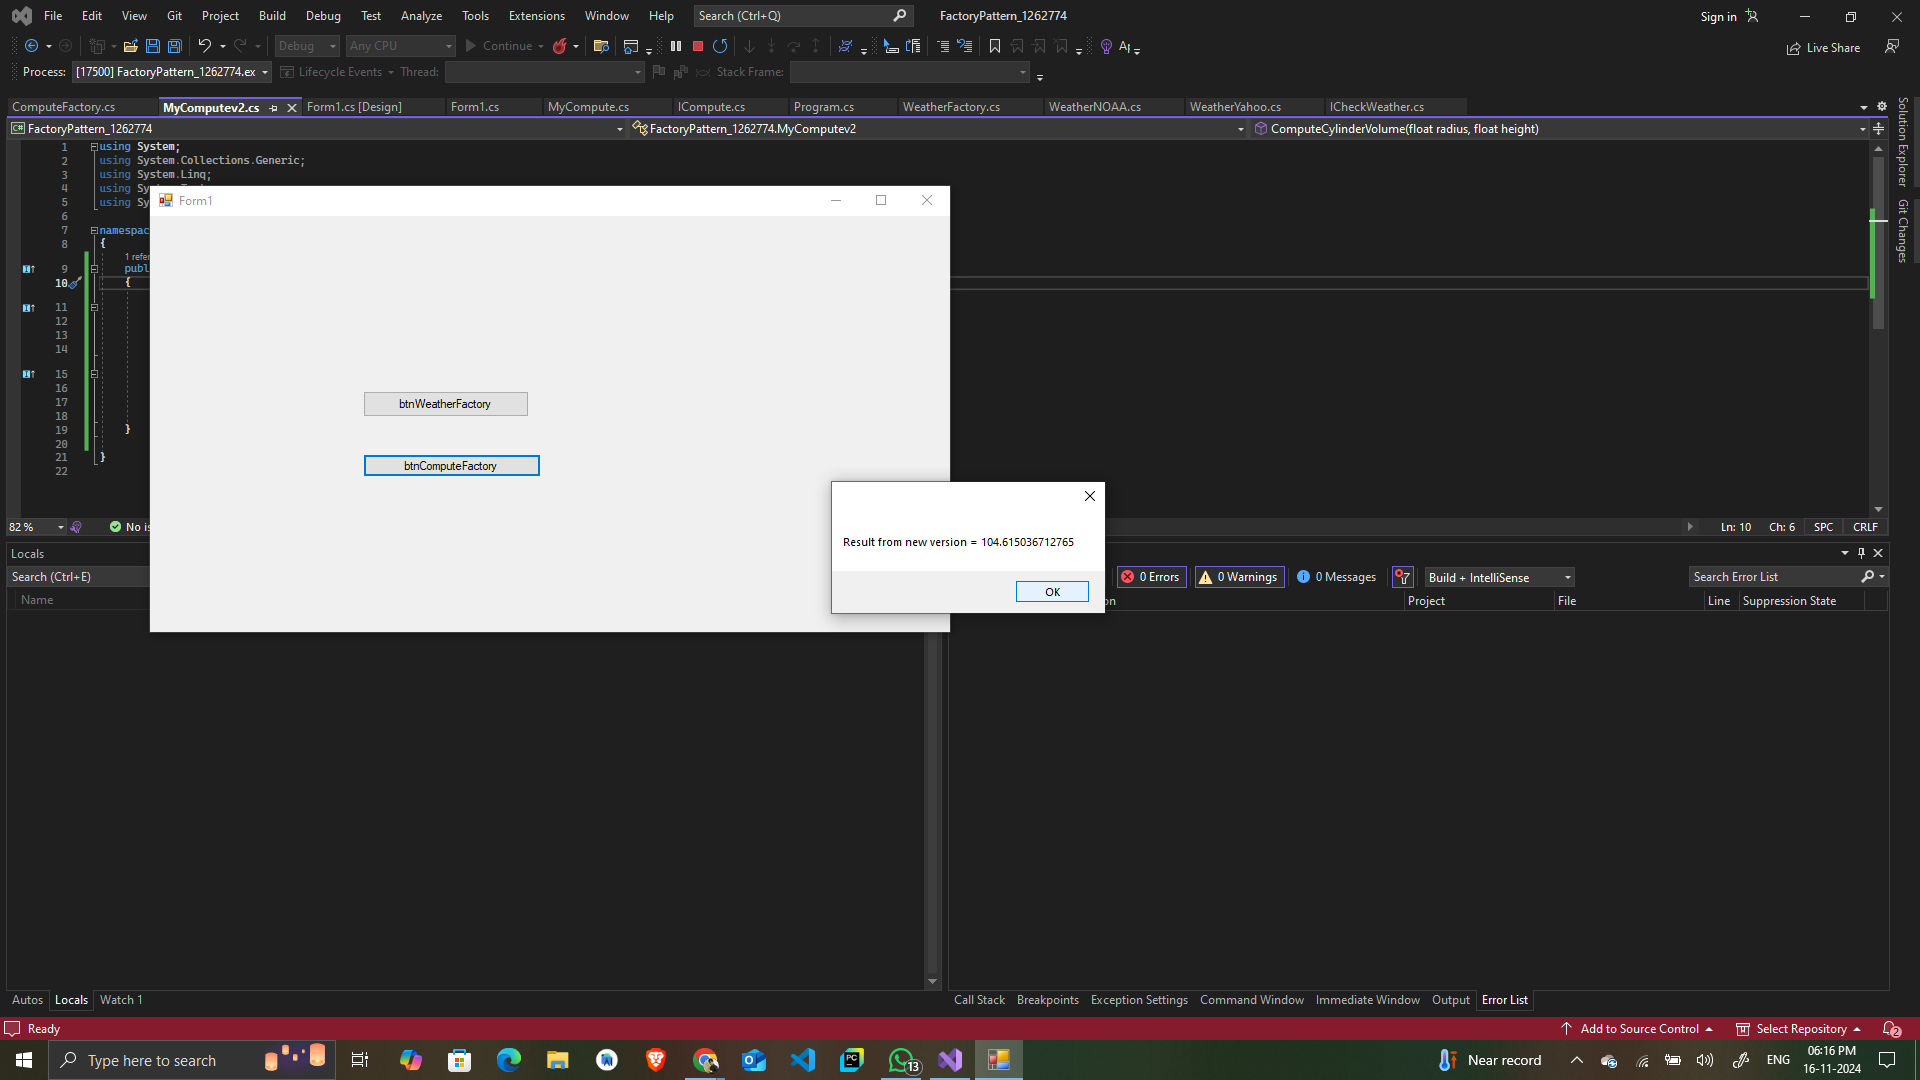 File Edit View Git Project Build Debug Test Analyze Tools Extensions Window Help Search (Ctrl+Q) FactoryPattern_1262774 Sign in
Debug Any CPU Continue Live Share
Process: [17500] FactoryPattern_1262774.ex Lifecycle Events Thread: Stack Frame:
ComputeFactory.cs MyComputev2.cs Form1.cs [Design] Form1.cs MyCompute.cs ICompute.cs Program.cs WeatherFactory.cs WeatherNOAA.cs WeatherYahoo.cs ICheckWeather.cs
FactoryPattern_1262774 FactoryPattern_1262774.MyComputev2 ComputeCylinderVolume(float radius, float height)
Solution Explorer
Git Changes
1 using System;
2 using System.Collections.Generic;
3 using System.Linq;
4 using
5 using Sy
6
7 namespac
8 {
1 refer
9 publ
10 {
11
12
13
14
15
16
17
18
19 }
20
21 }
22
Form1
btnWeatherFactory
btnComputeFactory
Result from new version = 104.615036712765
OK
82 % No is Ln: 10 Ch: 6 SPC CRLF
Locals
Search (Ctrl+E)
Name
0 Errors 0 Warnings 0 Messages Build + IntelliSense Search Error List
on Project File Line Suppression State
Autos Locals Watch 1
Call Stack Breakpoints Exception Settings Command Window Immediate Window Output Error List
Ready Add to Source Control Select Repository 2
Type here to search 13 Near record ENG 06:16 PM
16-11-2024